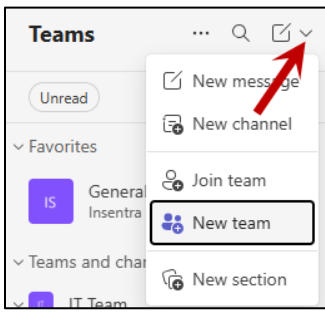 Teams
Unread
New message
New channel
Favorites
Join team
IS
General
Insentra
New team
Teams and cha
New section
IT Team